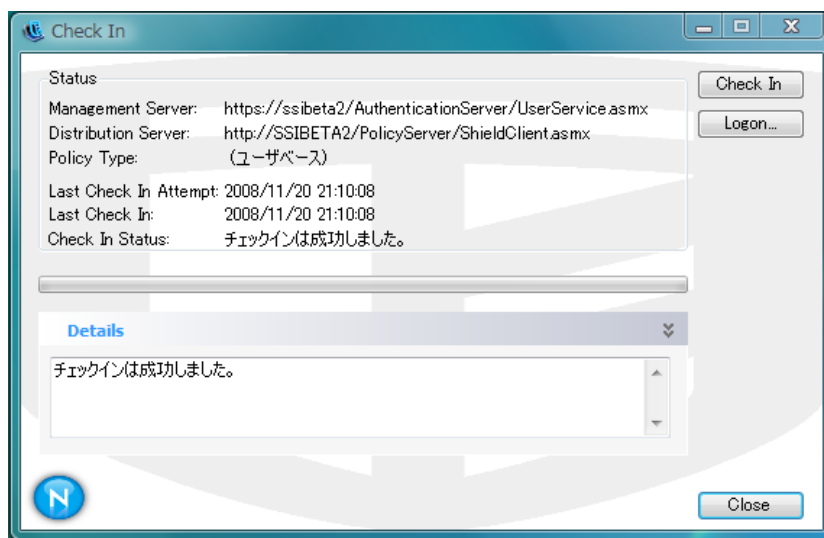 Check In
Status
Check In
Management Server: https://ssibeta2/AuthenticationServer/UserService.asmx
Logon...
Distribution Server: http://SSIBETA2/PolicyServer/ShieldClient.asmx
Policy Type: （ユーザベース）
Last Check In Attempt: 2008/11/20 21:10:08
Last Check In: 2008/11/20 21:10:08
Check In Status: チェックインは成功しました。
Details
チェックインは成功しました。
N
Close